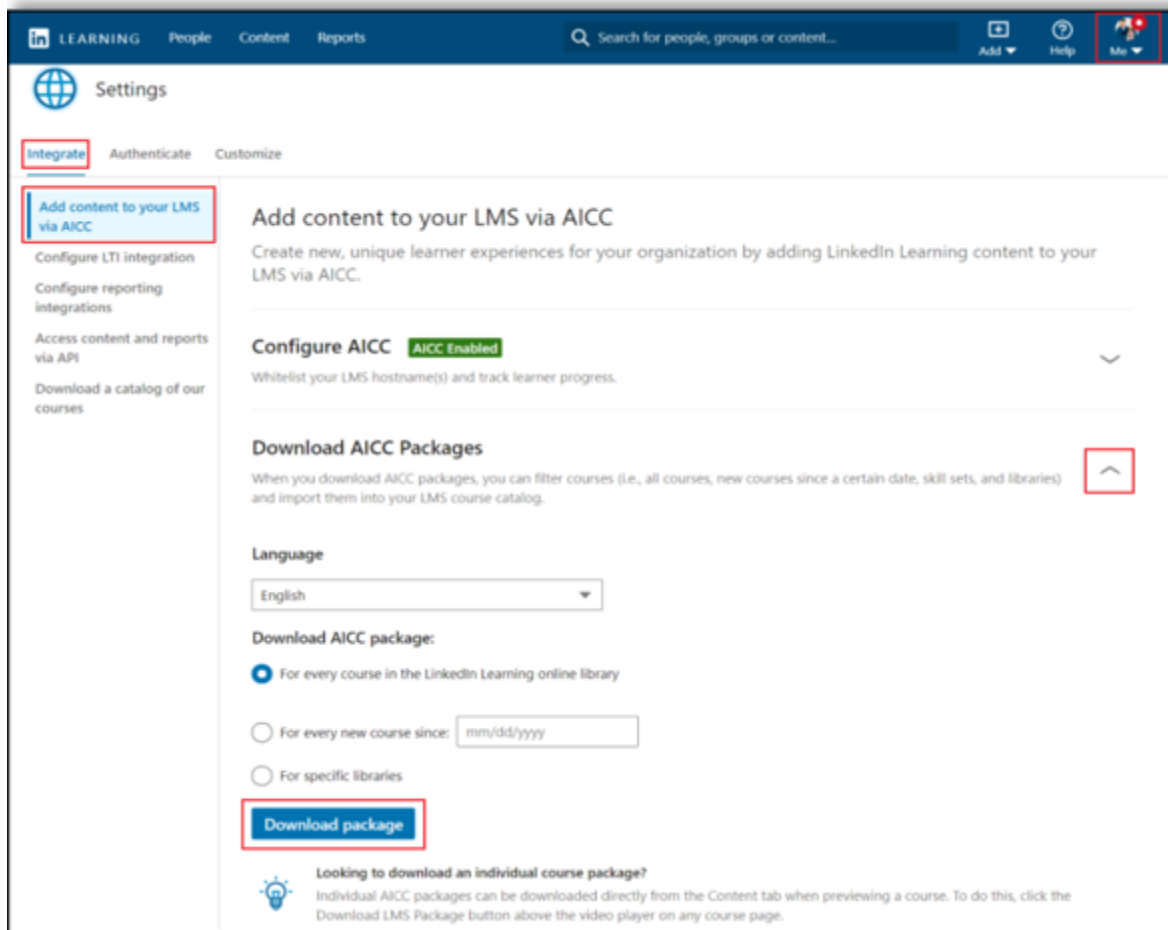 in LEARNING People Content Reports Search for people, groups or content... Add Help Me
Settings
Integrate Authenticate Customize
Add content to your LMS
via AICC
Configure LTI integration
Configure reporting
integrations
Access content and reports
via API
Download a catalog of our
courses
Add content to your LMS via AICC
Create new, unique learner experiences for your organization by adding LinkedIn Learning content to your
LMS via AICC.
Configure AICC AICC Enabled
Whitelist your LMS hostname(s) and track learner progress.
Download AICC Packages
When you download AICC packages, you can filter courses (i.e., all courses, new courses since a certain date, skill sets, and libraries)
and import them into your LMS course catalog.
Language
English
Download AICC package:
For every course in the LinkedIn Learning online library
For every new course since: mm/dd/yyyy
For specific libraries
Download package
Looking to download an individual course package?
Individual AICC packages can be downloaded directly from the Content tab when previewing a course. To do this, click the
Download LMS Package button above the video player on any course page.